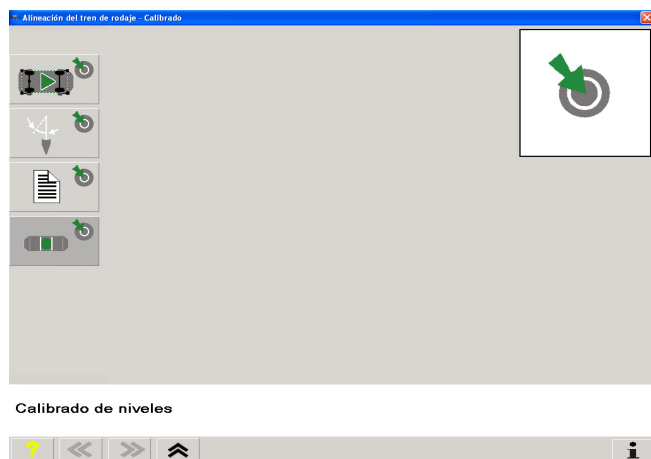 Alineación del tren de rodaje - Calibrado
Calibrado de niveles